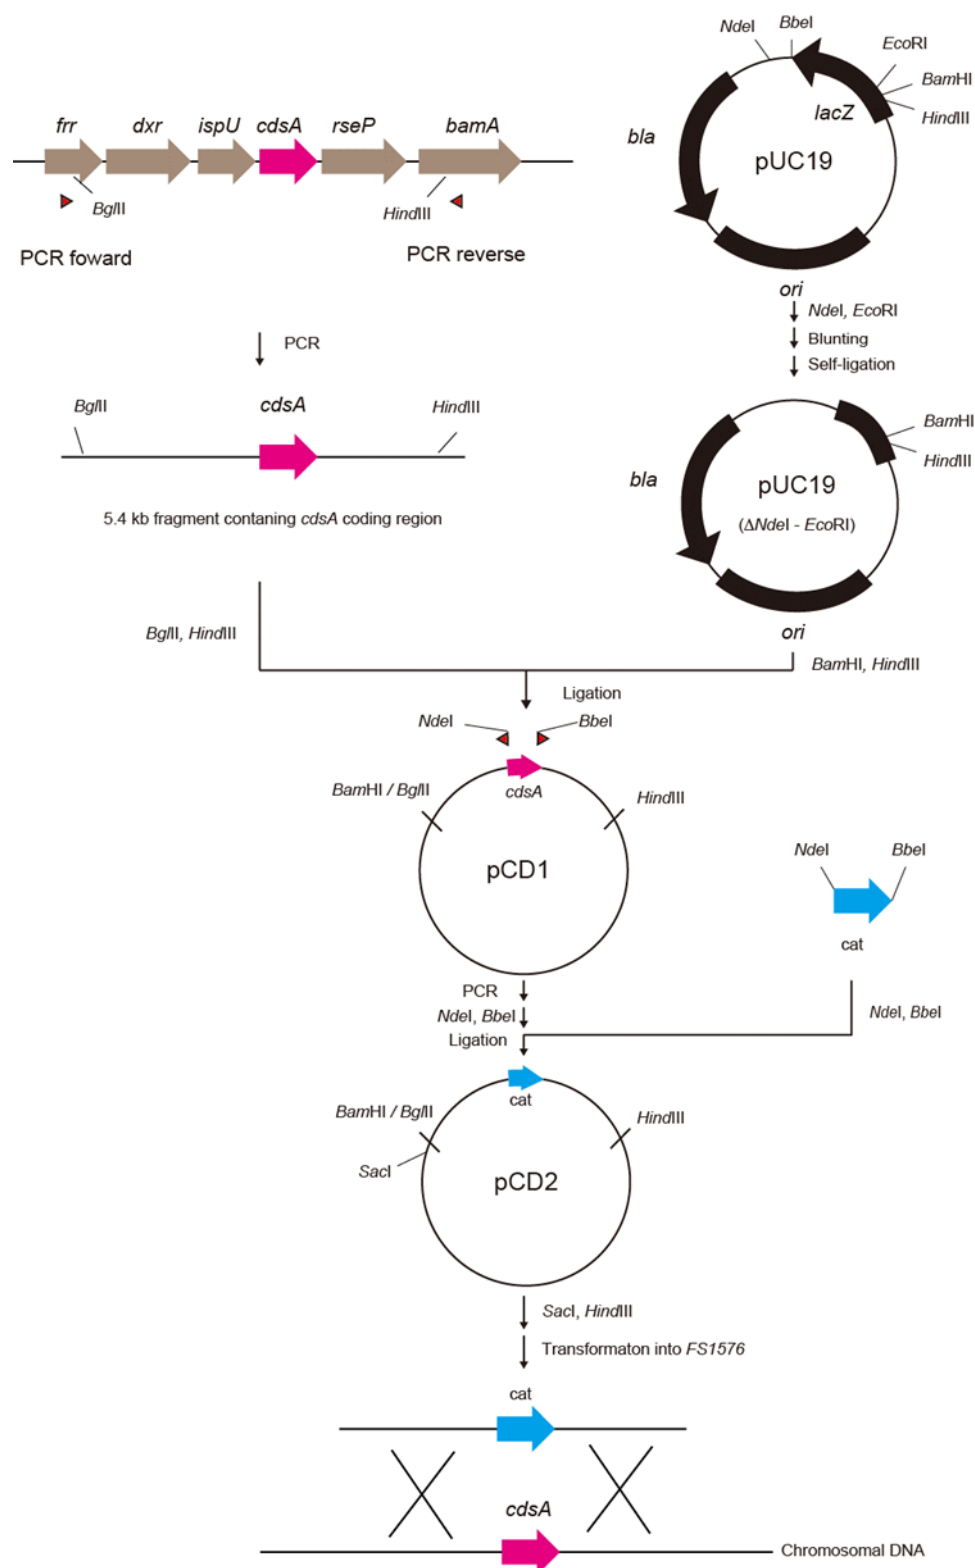 NdeI
BbeI
EcoRI
BamHI
HindIII
lacZ
bla
pUC19
ori
frr
dxr
ispU
cdsA
rseP
bamA
BglII
HindIII
PCR foward
PCR reverse
NdeI, EcoRI
Blunting
Self-ligation
PCR
BglII
cdsA
HindIII
5.4 kb fragment contaning cdsA coding region
BamHI
HindIII
bla
pUC19
(ΔNdeI - EcoRI)
ori
BglII, HindIII
BamHI, HindIII
Ligation
NdeI
BbeI
cdsA
BamHI / BglII
HindIII
pCD1
NdeI
BbeI
cat
PCR
NdeI, BbeI
Ligation
NdeI, BbeI
cat
BamHI / BglII
HindIII
SacI
pCD2
SacI, HindIII
Transformaton into FS1576
cat
cdsA
Chromosomal DNA